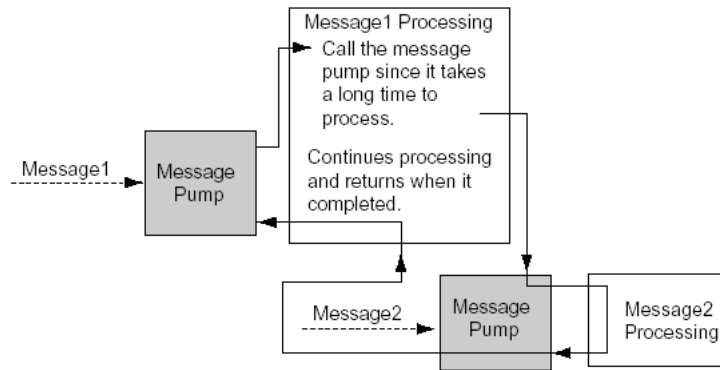 Message1 Processing
Call the message
pump since it takes
a long time to
process.
Continues processing
and returns when it
completed.
Message1
Message
Pump
Message2
Message
Pump
Message2
Processing